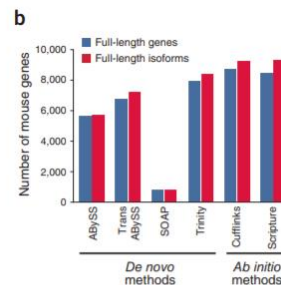 b
Full-length genes
Full-length isoforms
Number of mouse genes
10,000
8,000
6,000
4,000
2,000
0
ABySS
Trans
ABySS
SOAP
Trinity
Cufflinks
Scripture
De novo
methods
Ab initio
methods